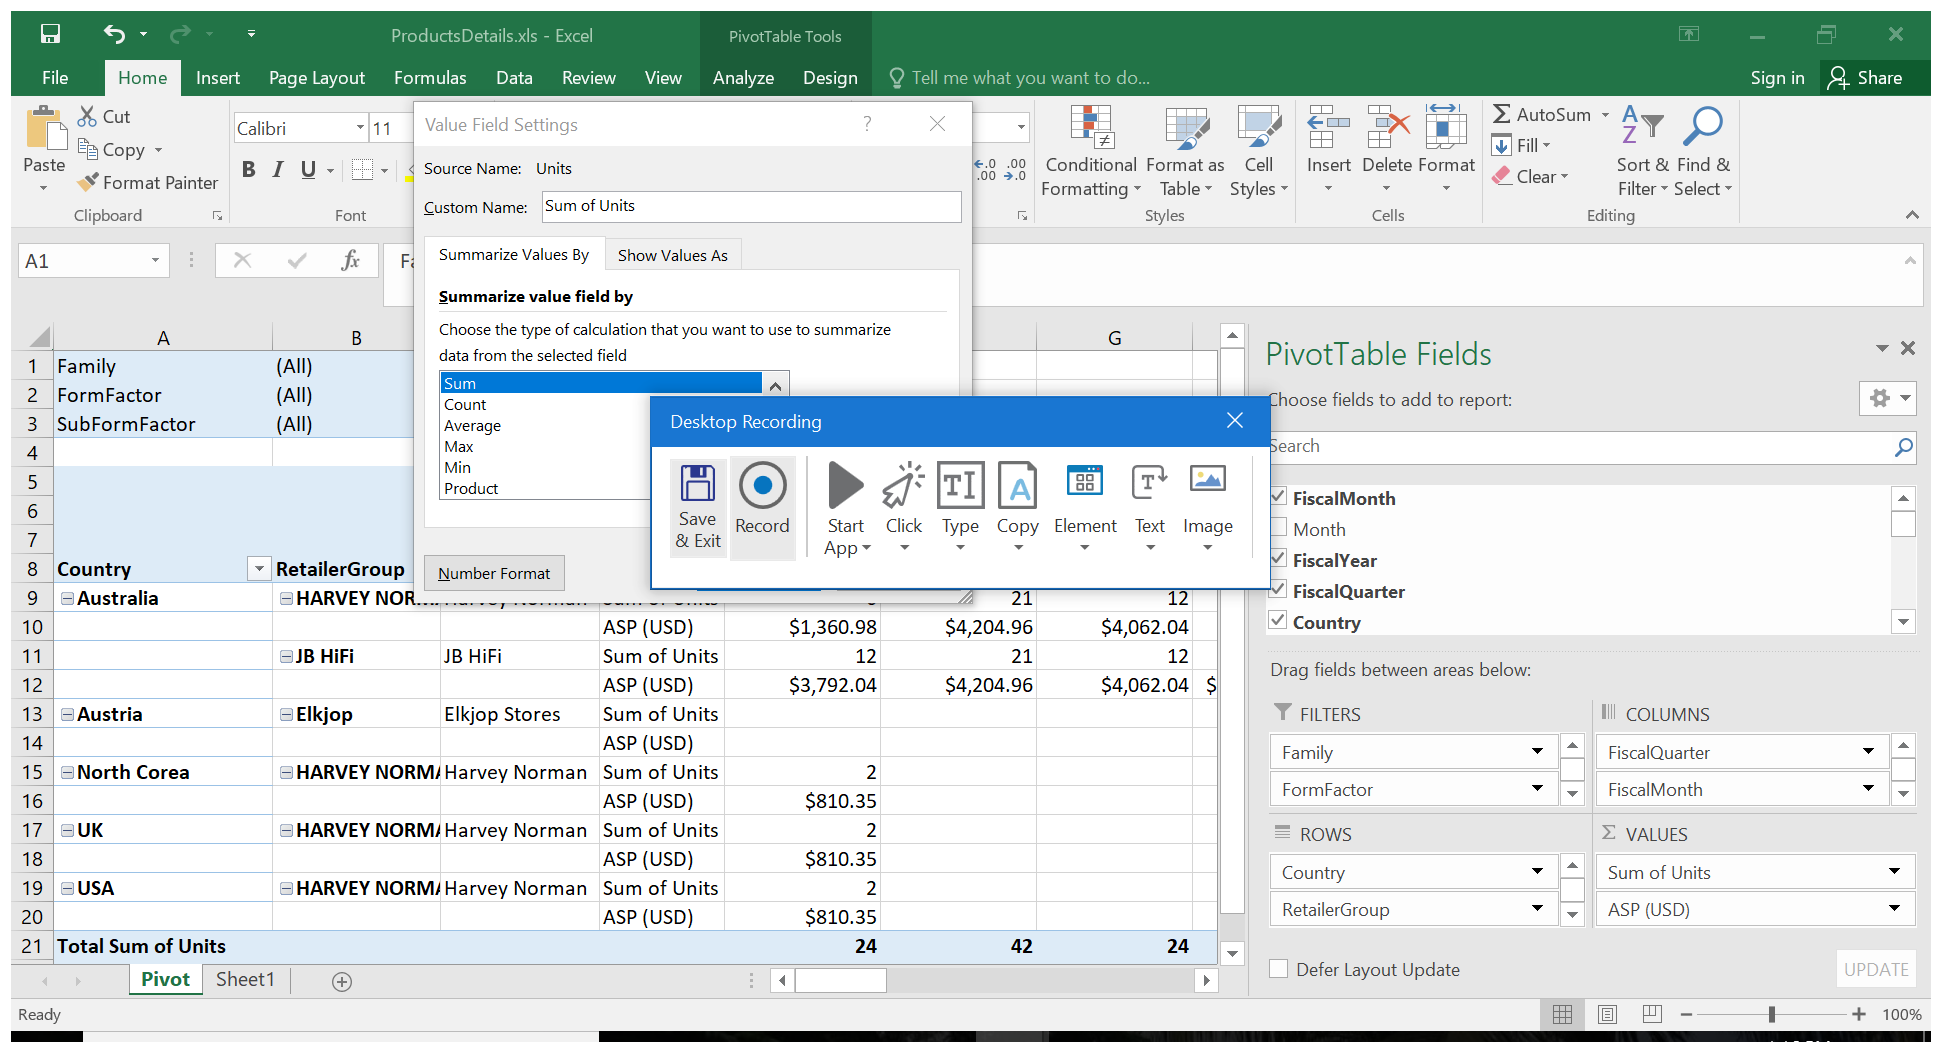 ProductsDetails.xls - Excel
PivotTable Tools
File Home Insert Page Layout Formulas Data Review View Analyze Design Tell me what you want to do... Sign in Share
Paste
Cut
Copy
Format Painter
Clipboard
Calibri 11
B I U
Font
Conditional Formatting
Format as Table
Cell Styles
Styles
Insert Delete Format
Cells
AutoSum
Fill
Clear
Sort & Filter
Find & Select
Editing
Value Field Settings ?
Source Name: Units
Custom Name: Sum of Units
Summarize Values By Show Values As
Summarize value field by
Choose the type of calculation that you want to use to summarize
data from the selected field
Sum
Count
Average
Max
Min
Product
Number Format
Desktop Recording
Save & Exit
Record
Start App
Click
Type
Copy
Element
Text
Image
A1 fx
A B G
1 Family (All)
2 FormFactor (All)
3 SubFormFactor (All)
4
5
6
7
8 Country RetailerGroup
9 Australia 21 12
10 ASP (USD) $1,360.98 $4,204.96 $4,062.04
11 JB HiFi JB HiFi Sum of Units 12 21 12
12 ASP (USD) $3,792.04 $4,204.96 $4,062.04 $
13 Austria Elkjop Elkjop Stores Sum of Units
14 ASP (USD)
15 North Corea HARVEY NORMA Harvey Norman Sum of Units 2
16 ASP (USD) $810.35
17 UK HARVEY NORMA Harvey Norman Sum of Units 2
18 ASP (USD) $810.35
19 USA HARVEY NORMA Harvey Norman Sum of Units 2
20 ASP (USD) $810.35
21 Total Sum of Units 24 42 24
Pivot Sheet1
Ready
100%
PivotTable Fields
Choose fields to add to report:
Search
FiscalMonth
Month
FiscalYear
FiscalQuarter
Country
Drag fields between areas below:
FILTERS
Family
FormFactor
COLUMNS
FiscalQuarter
FiscalMonth
ROWS
Country
RetailerGroup
VALUES
Sum of Units
ASP (USD)
Defer Layout Update
UPDATE